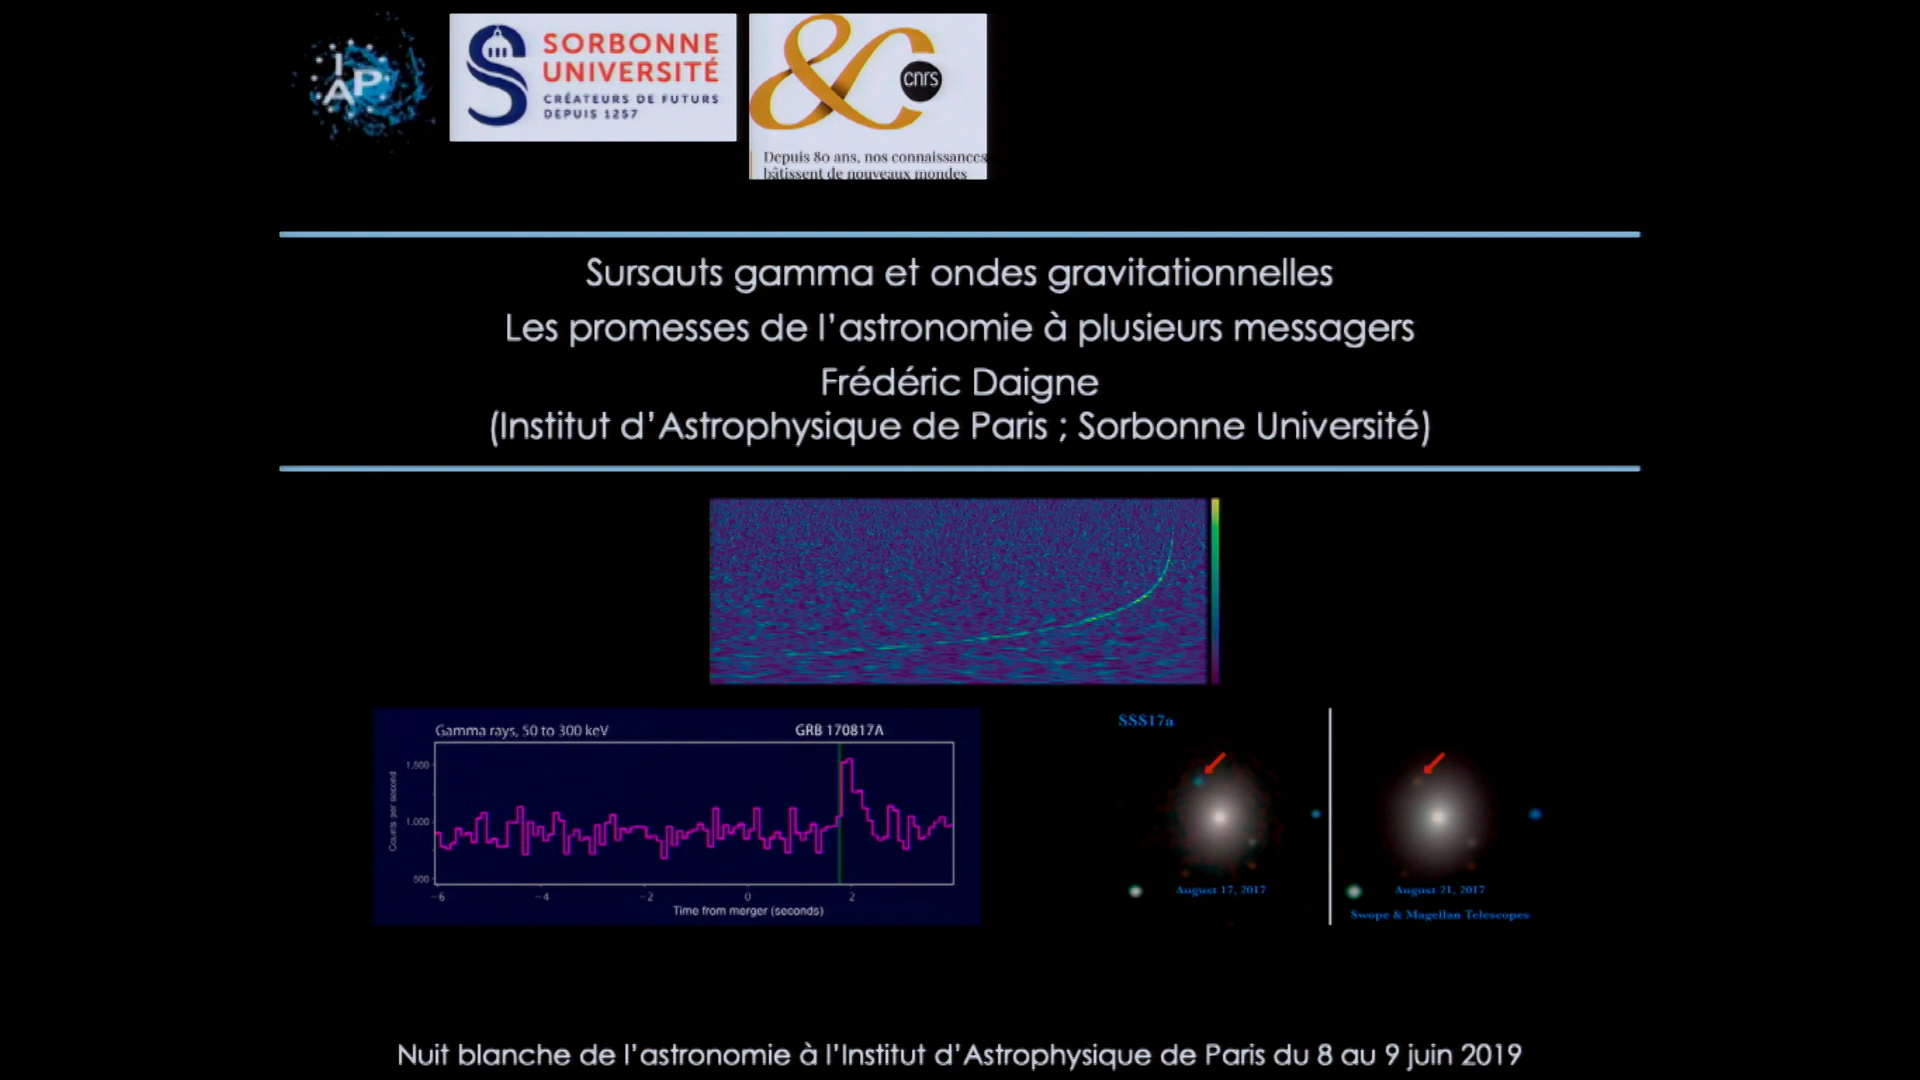 IAP
SORBONNE
UNIVERSITÉ
CRÉATEURS DE FUTURS
DEPUIS 1257
cnrs
Depuis 80 ans, nos connaissances
bâtissent de nouveaux mondes
Sursauts gamma et ondes gravitationnelles
Les promesses de l’astronomie à plusieurs messagers
Frédéric Daigne
(Institut d’Astrophysique de Paris ; Sorbonne Université)
Gamma rays, 50 to 300 keV
GRB 170817A
Counts per second
1,500
1,000
500
-6 -4 -2 0 2
Time from merger (seconds)
SSS17a
August 17, 2017
August 21, 2017
Swope & Magellan Telescopes
Nuit blanche de l’astronomie à l’Institut d’Astrophysique de Paris du 8 au 9 juin 2019